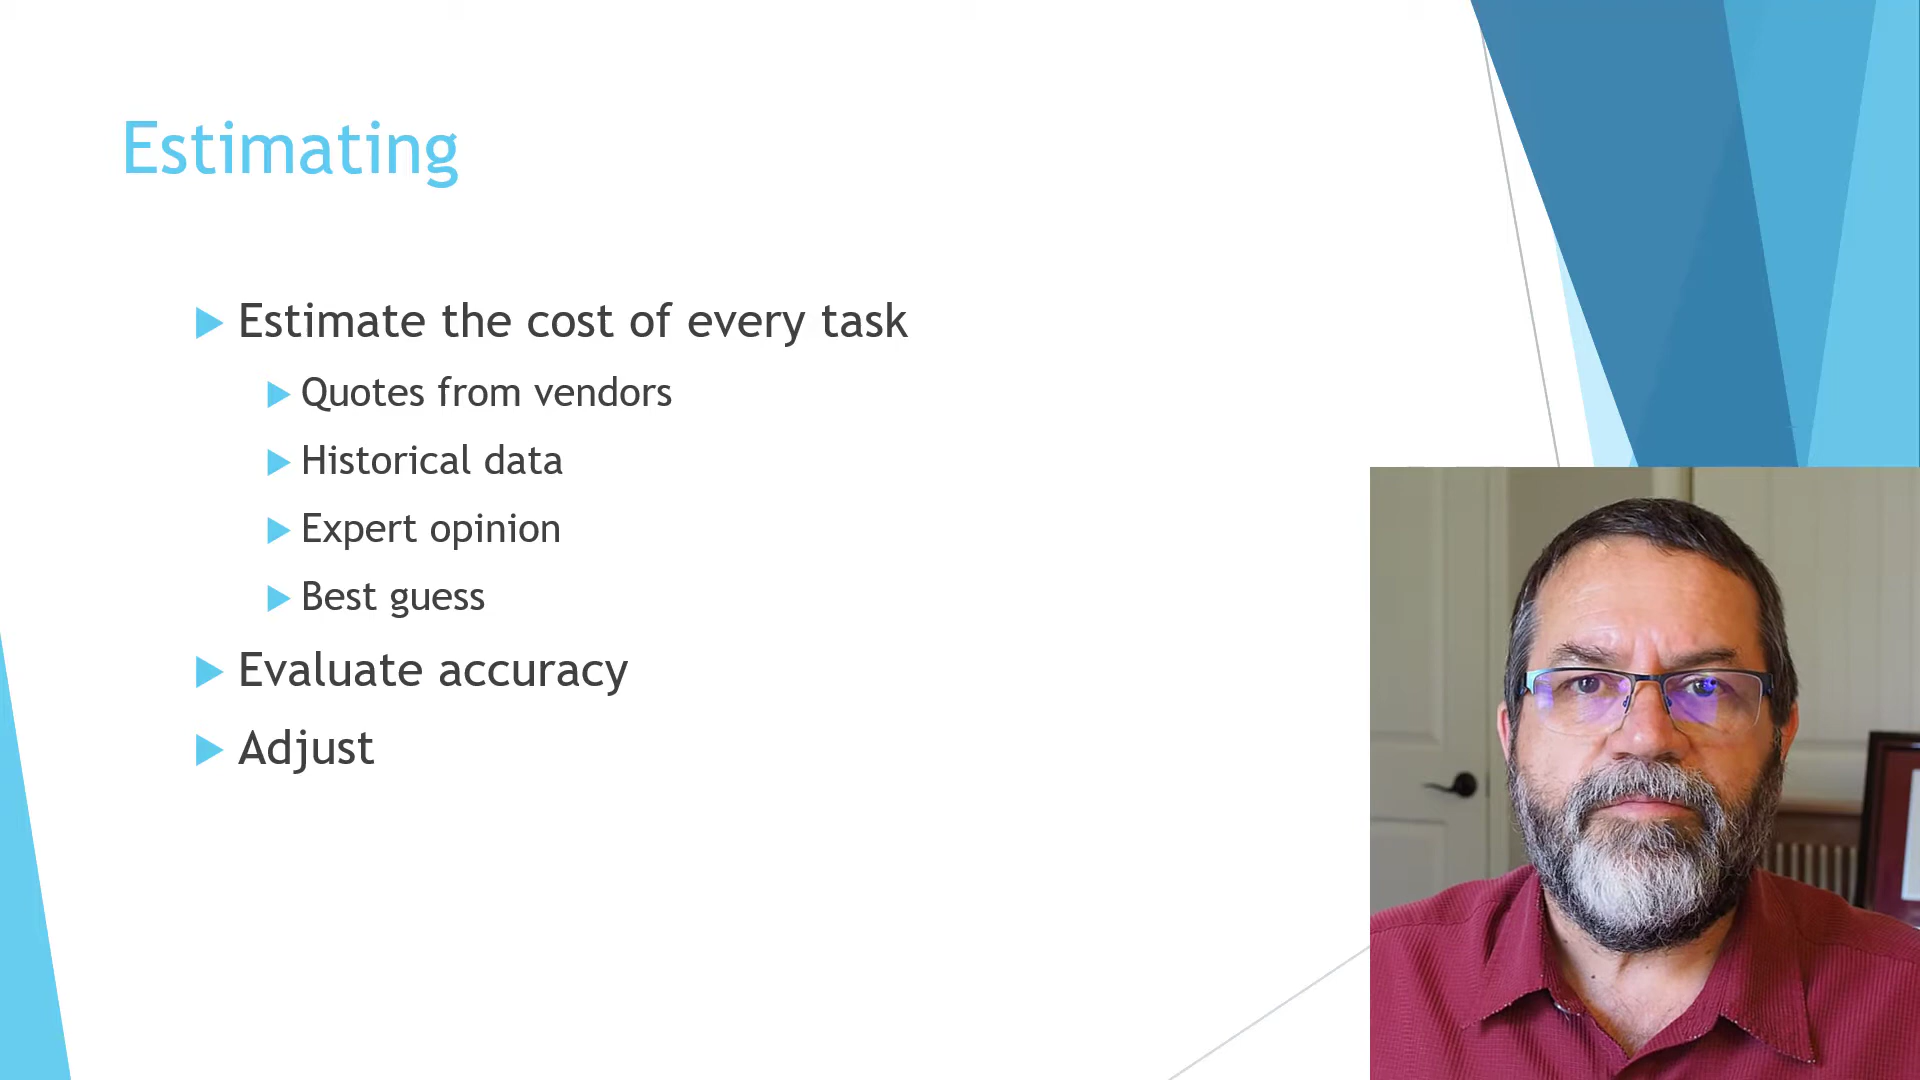 Estimating
Estimate the cost of every task
Quotes from vendors
Historical data
Expert opinion
Best guess
Evaluate accuracy
Adjust